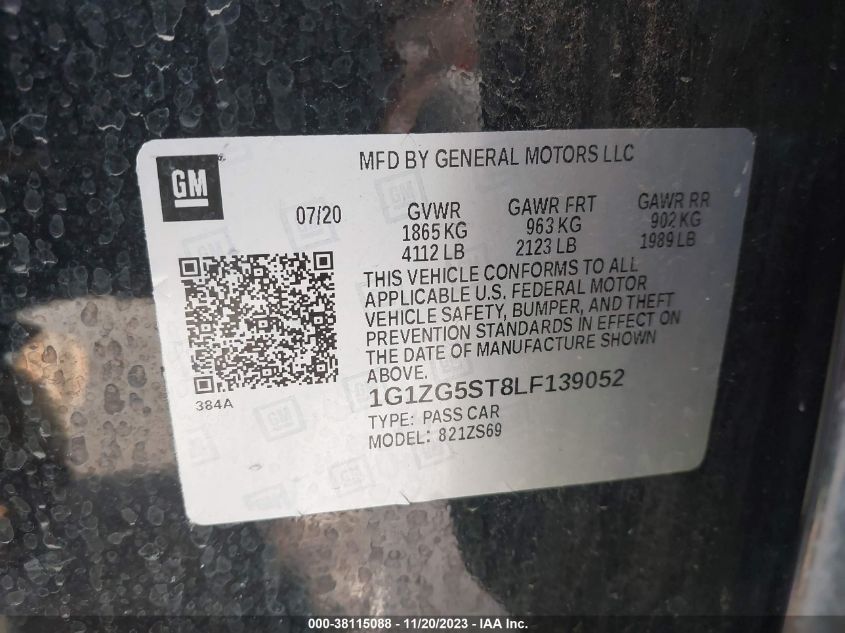 MFD BY GENERAL MOTORS LLC
GM
07/20
GVWR
1865 KG
4112 LB
GAWR FRT
963 KG
2123 LB
GAWR RR
902 KG
1989 LB
THIS VEHICLE CONFORMS TO ALL
APPLICABLE U.S. FEDERAL MOTOR
VEHICLE SAFETY, BUMPER, AND THEFT
PREVENTION STANDARDS IN EFFECT ON
THE DATE OF MANUFACTURE SHOWN
ABOVE.
384A
1G1ZG5ST8LF139052
TYPE: PASS CAR
MODEL: 821ZS69
000-38115088 - 11/20/2023 - IAA, Inc.